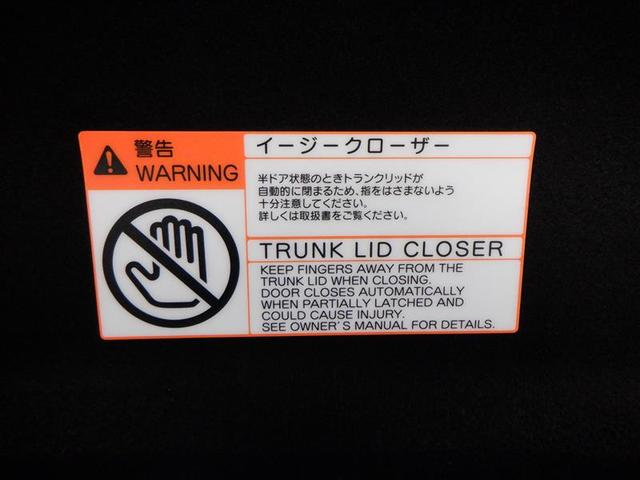 警告
WARNING
イージークローザー
半ドア状態のときトランクリッドが
自動的に閉まるため、指をはさまないよう
十分注意してください。
詳しくは取扱書をご覧ください。
TRUNK LID CLOSER
KEEP FINGERS AWAY FROM THE
TRUNK LID WHEN CLOSING.
DOOR CLOSES AUTOMATICALLY
WHEN PARTIALLY LATCHED AND
COULD CAUSE INJURY.
SEE OWNER'S MANUAL FOR DETAILS.